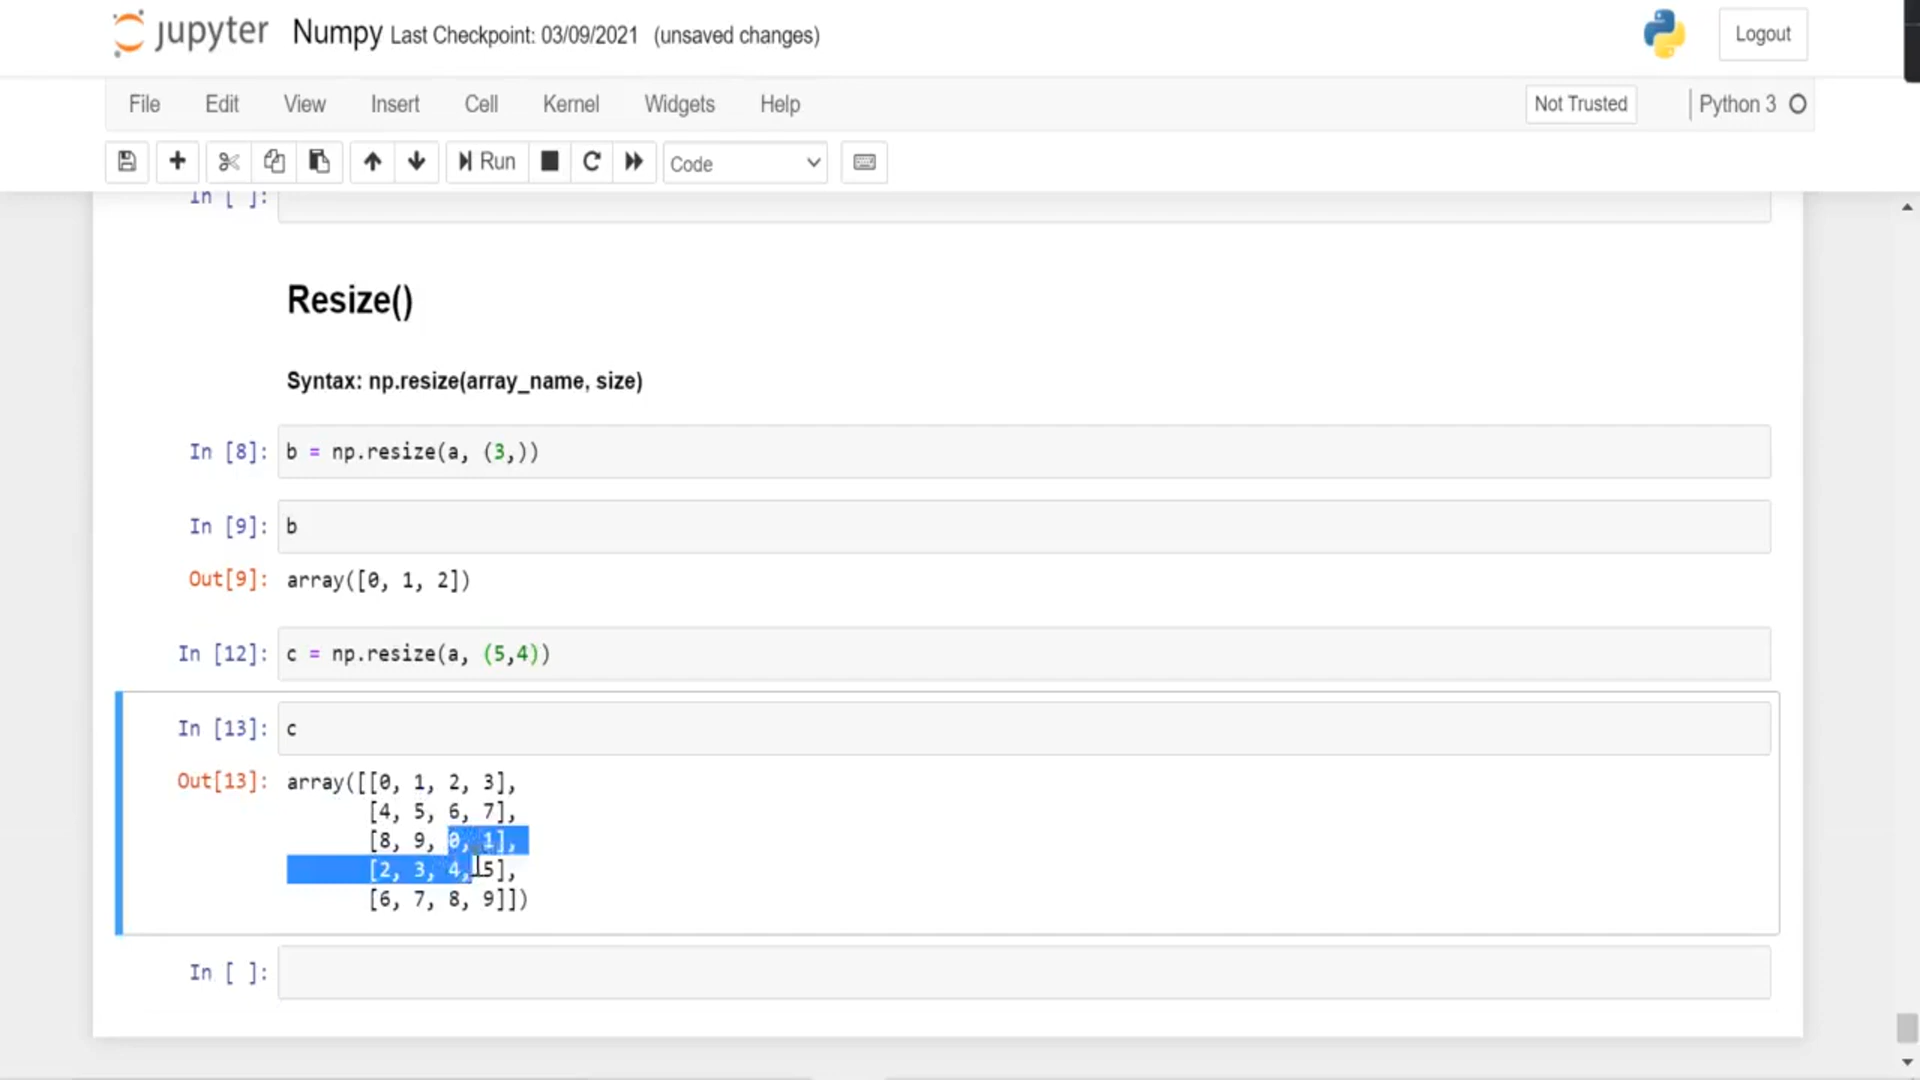 jupyter Numpy Last Checkpoint: 03/09/2021 (unsaved changes) Logout
File Edit View Insert Cell Kernel Widgets Help Not Trusted Python 3
Run Code
In [ ]:
Resize()
Syntax: np.resize(array_name, size)
In [8]: b = np.resize(a, (3,))
In [9]: b
Out[9]: array([0, 1, 2])
In [12]: c = np.resize(a, (5,4))
In [13]: c
Out[13]: array([[0, 1, 2, 3],
[4, 5, 6, 7],
[8, 9, 0, 1],
[2, 3, 4, 5],
[6, 7, 8, 9]])
In [ ]: